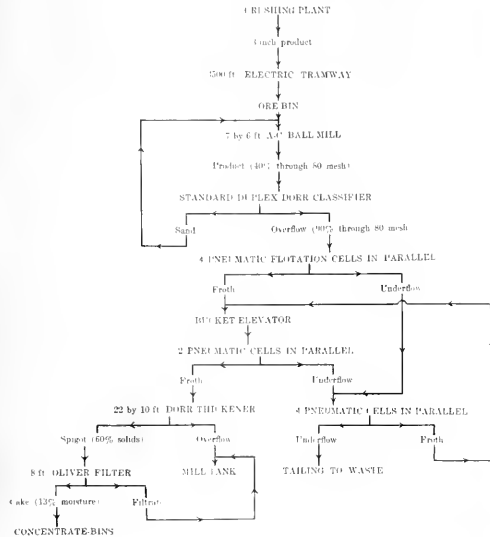 CRUSHING PLANT
inch product
ft ELECTRIC TRAMWAY
ORE BIN
7 by 6 ft A-C BALL MILL
Product (40% through 80 mesh)
STANDARD DUPLEX DORR CLASSIFIER
Sand Overflow (90% through 80 mesh
4 PNEUMATIC FLOTATION CELLS IN PARALLEL
Froth Underflow
BUCKET ELEVATOR
2 PNEUMATIC CELLS IN PARALLEL
Froth Underflow
22 by 10 ft DORR THICKENER 4 PNEUMATIC CELLS IN PARALLEL
Spigot (60% solids) Overflow Underflow Froth
8 ft OLIVER FILTER MILL TANK TAILING TO WASTE
Cake (13% moisture) Filtrate
CONCENTRATE-BINS